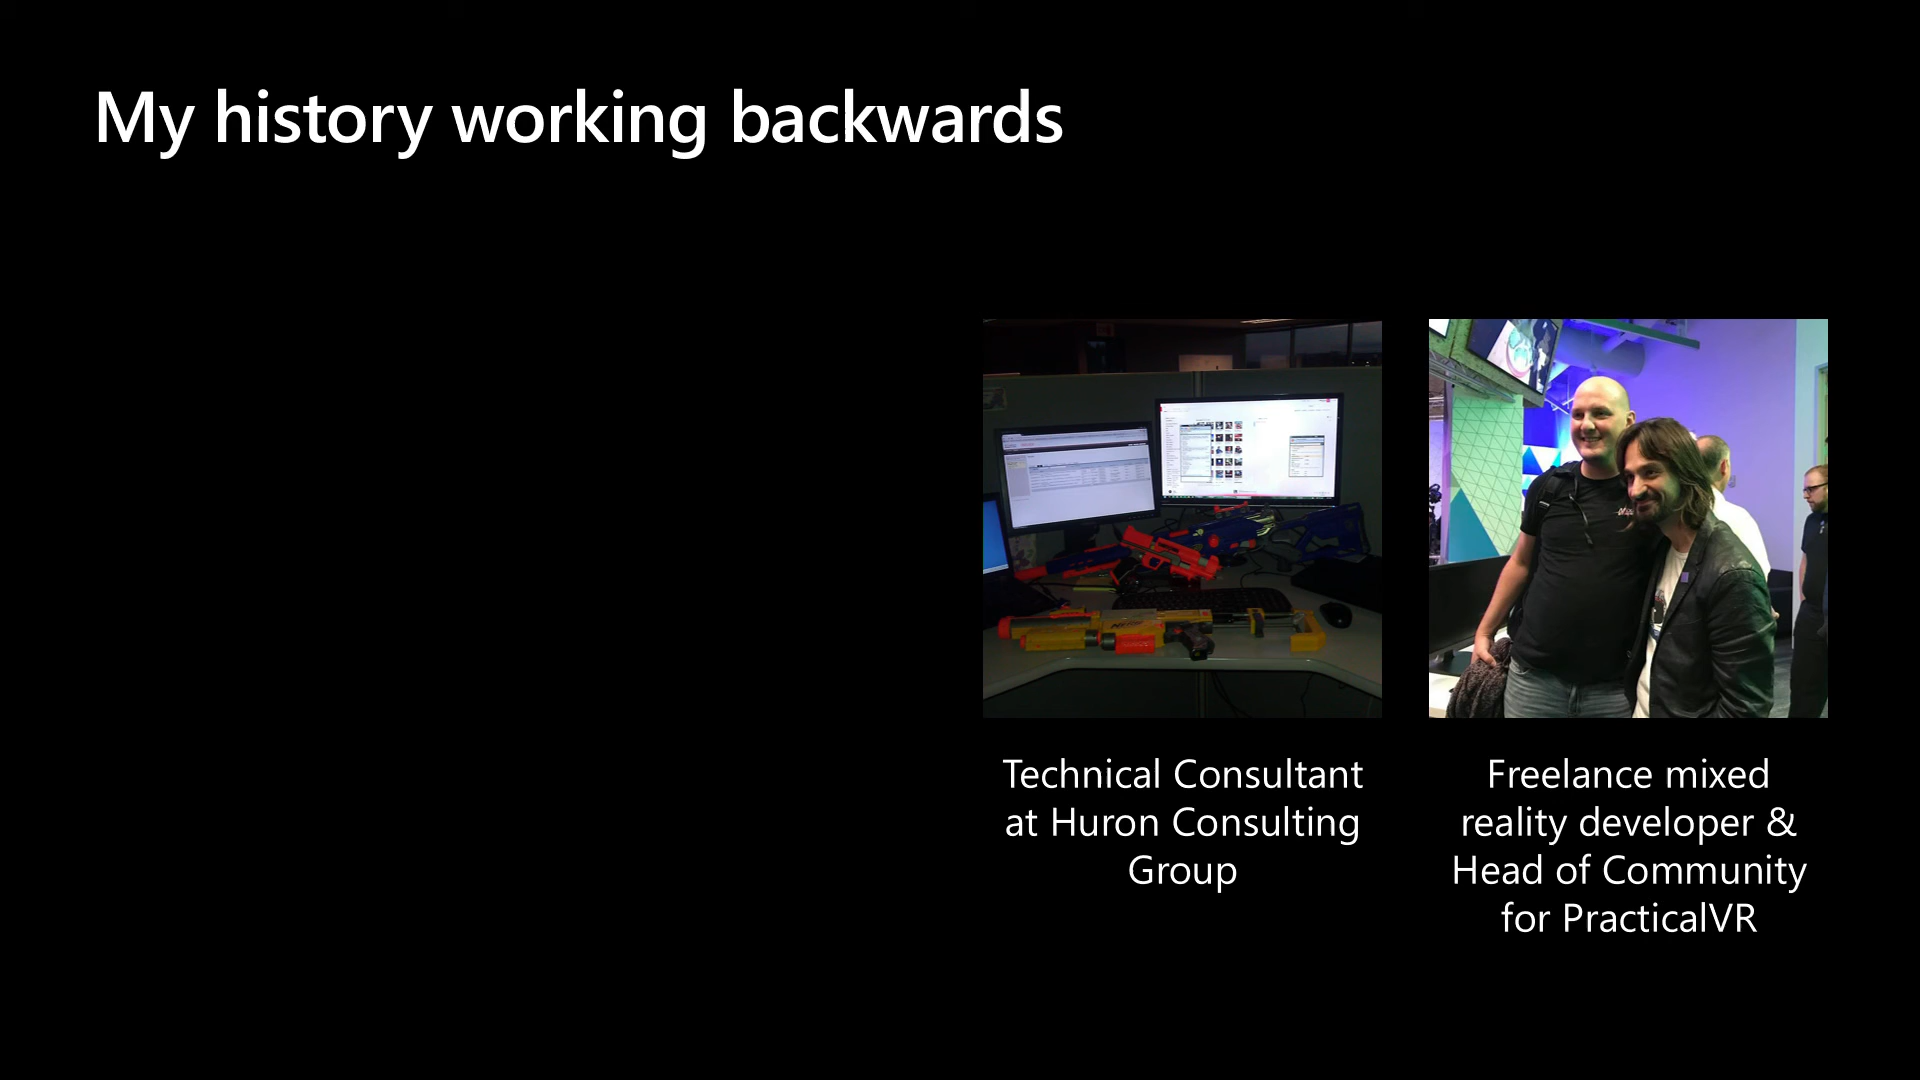 My history working backwards
Technical Consultant
at Huron Consulting
Group
Freelance mixed
reality developer &
Head of Community
for PracticalVR